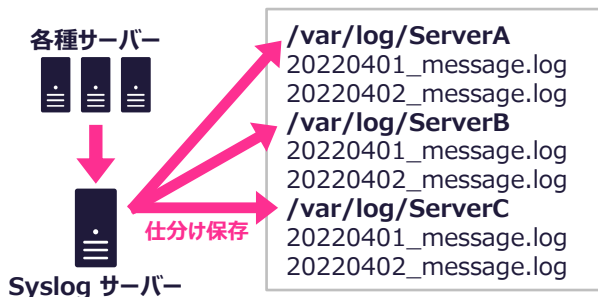 各種サーバー
Syslog サーバー
仕分け保存
/var/log/ServerA
20220401_message.log
20220402_message.log
/var/log/ServerB
20220401_message.log
20220402_message.log
/var/log/ServerC
20220401_message.log
20220402_message.log